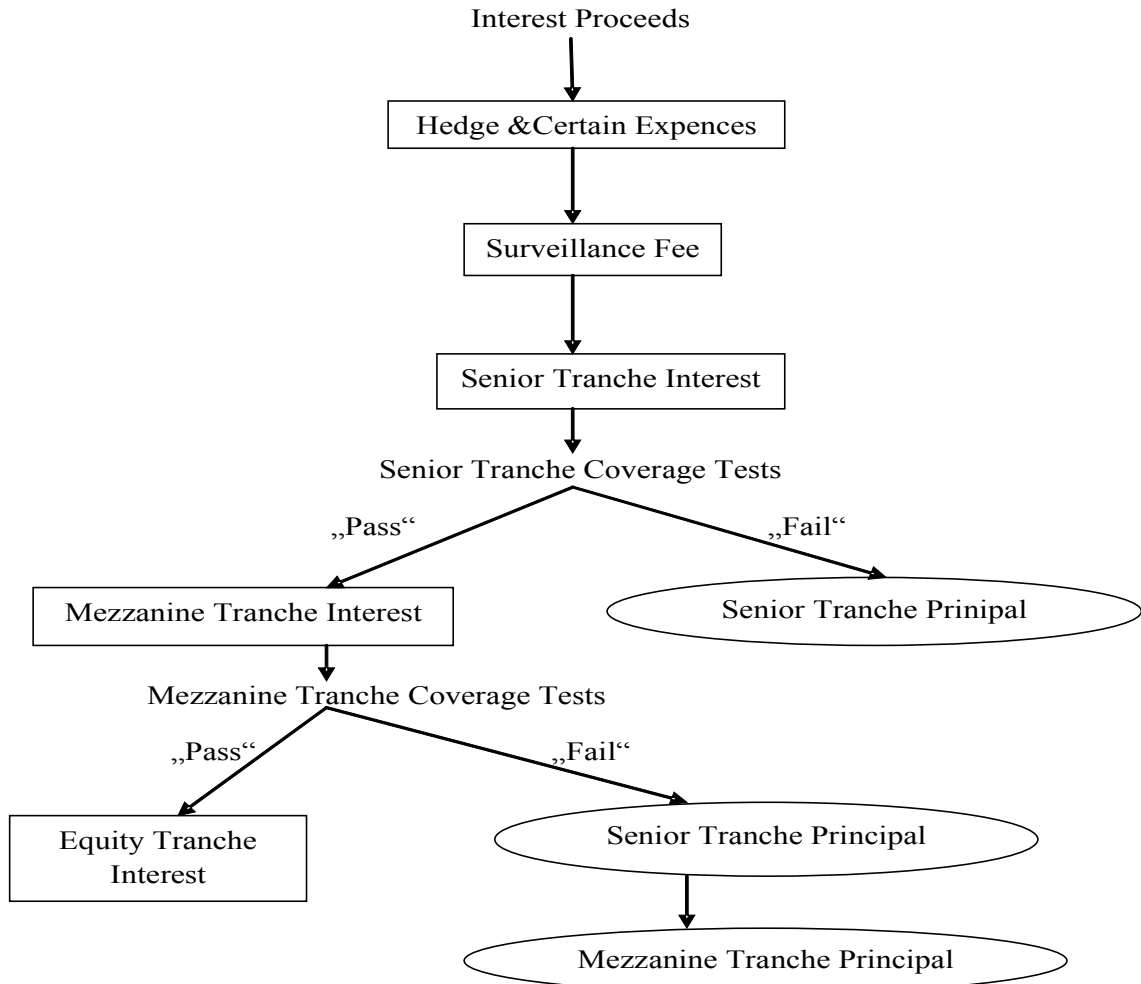 Interest Proceeds
Hedge &Certain Expences
Surveillance Fee
Senior Tranche Interest
Senior Tranche Coverage Tests
„Pass“
„Fail“
Mezzanine Tranche Interest
Senior Tranche Prinipal
Mezzanine Tranche Coverage Tests
„Pass“
„Fail“
Equity Tranche
Interest
Senior Tranche Principal
Mezzanine Tranche Principal